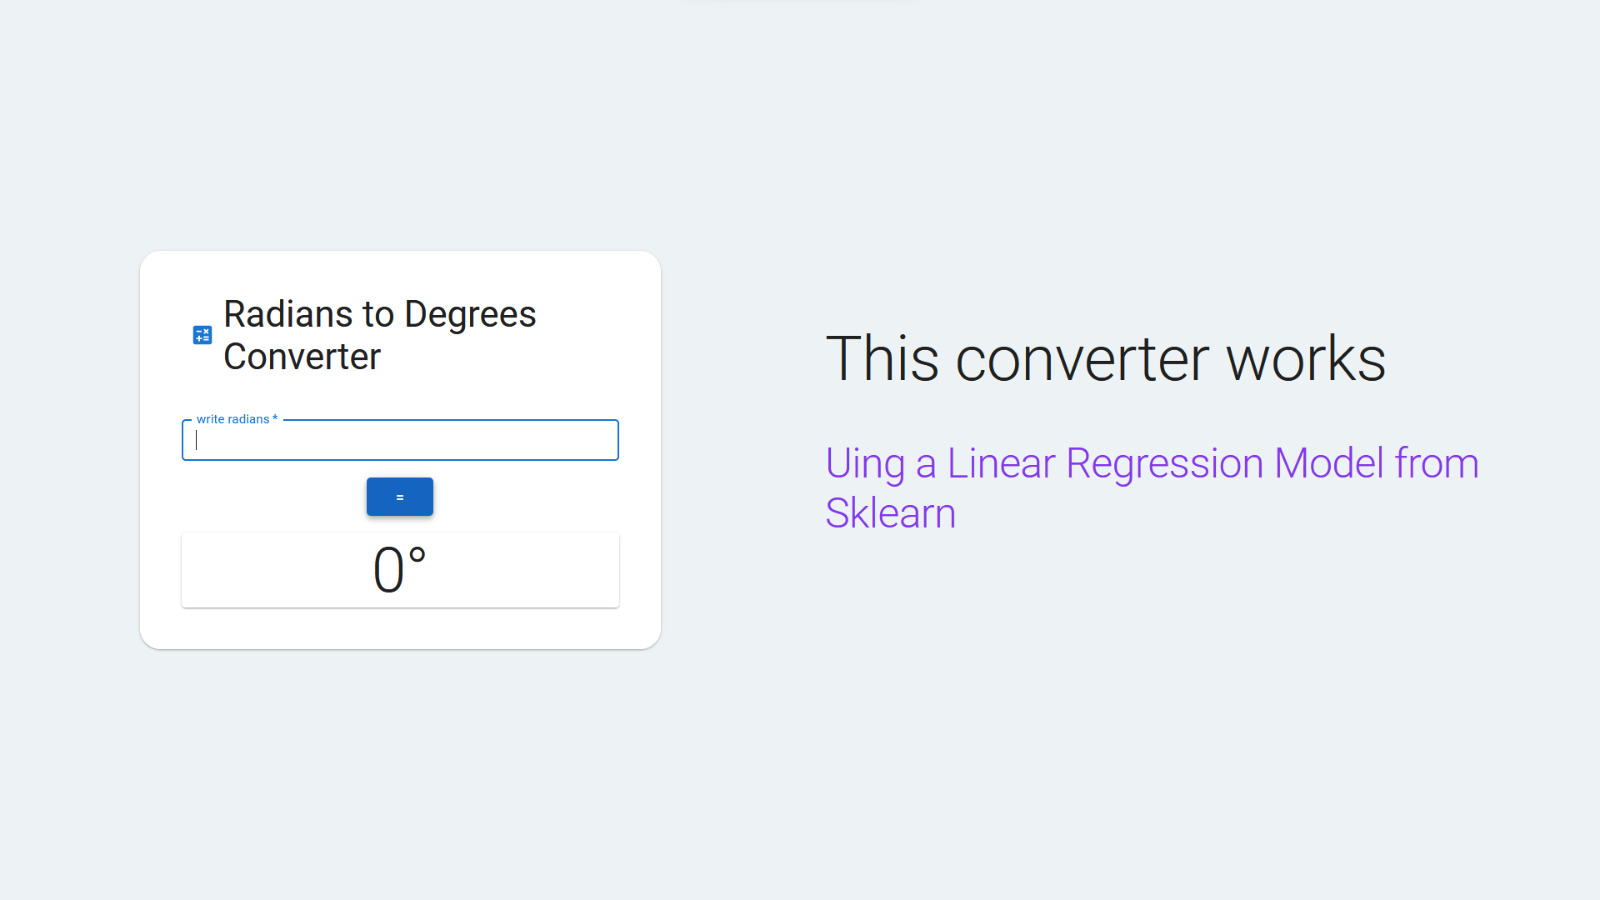 Radians to Degrees
Converter
write radians *
=
0°
This converter works
Uing a Linear Regression Model from
Sklearn